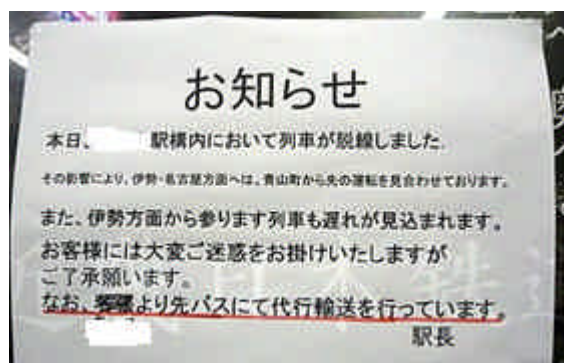 お知らせ
本日、 駅構内において列車が脱線しました.
その影響により、伊勢・名古屋方面へは、青山町から先の運転を見合わせております。
また、伊勢方面から参ります列車も遅れが見込まれます。
お客様には大変ご迷惑をお掛けいたしますが
ご了承願います。
なお、 より先バスにて代行輸送を行っています。
駅長